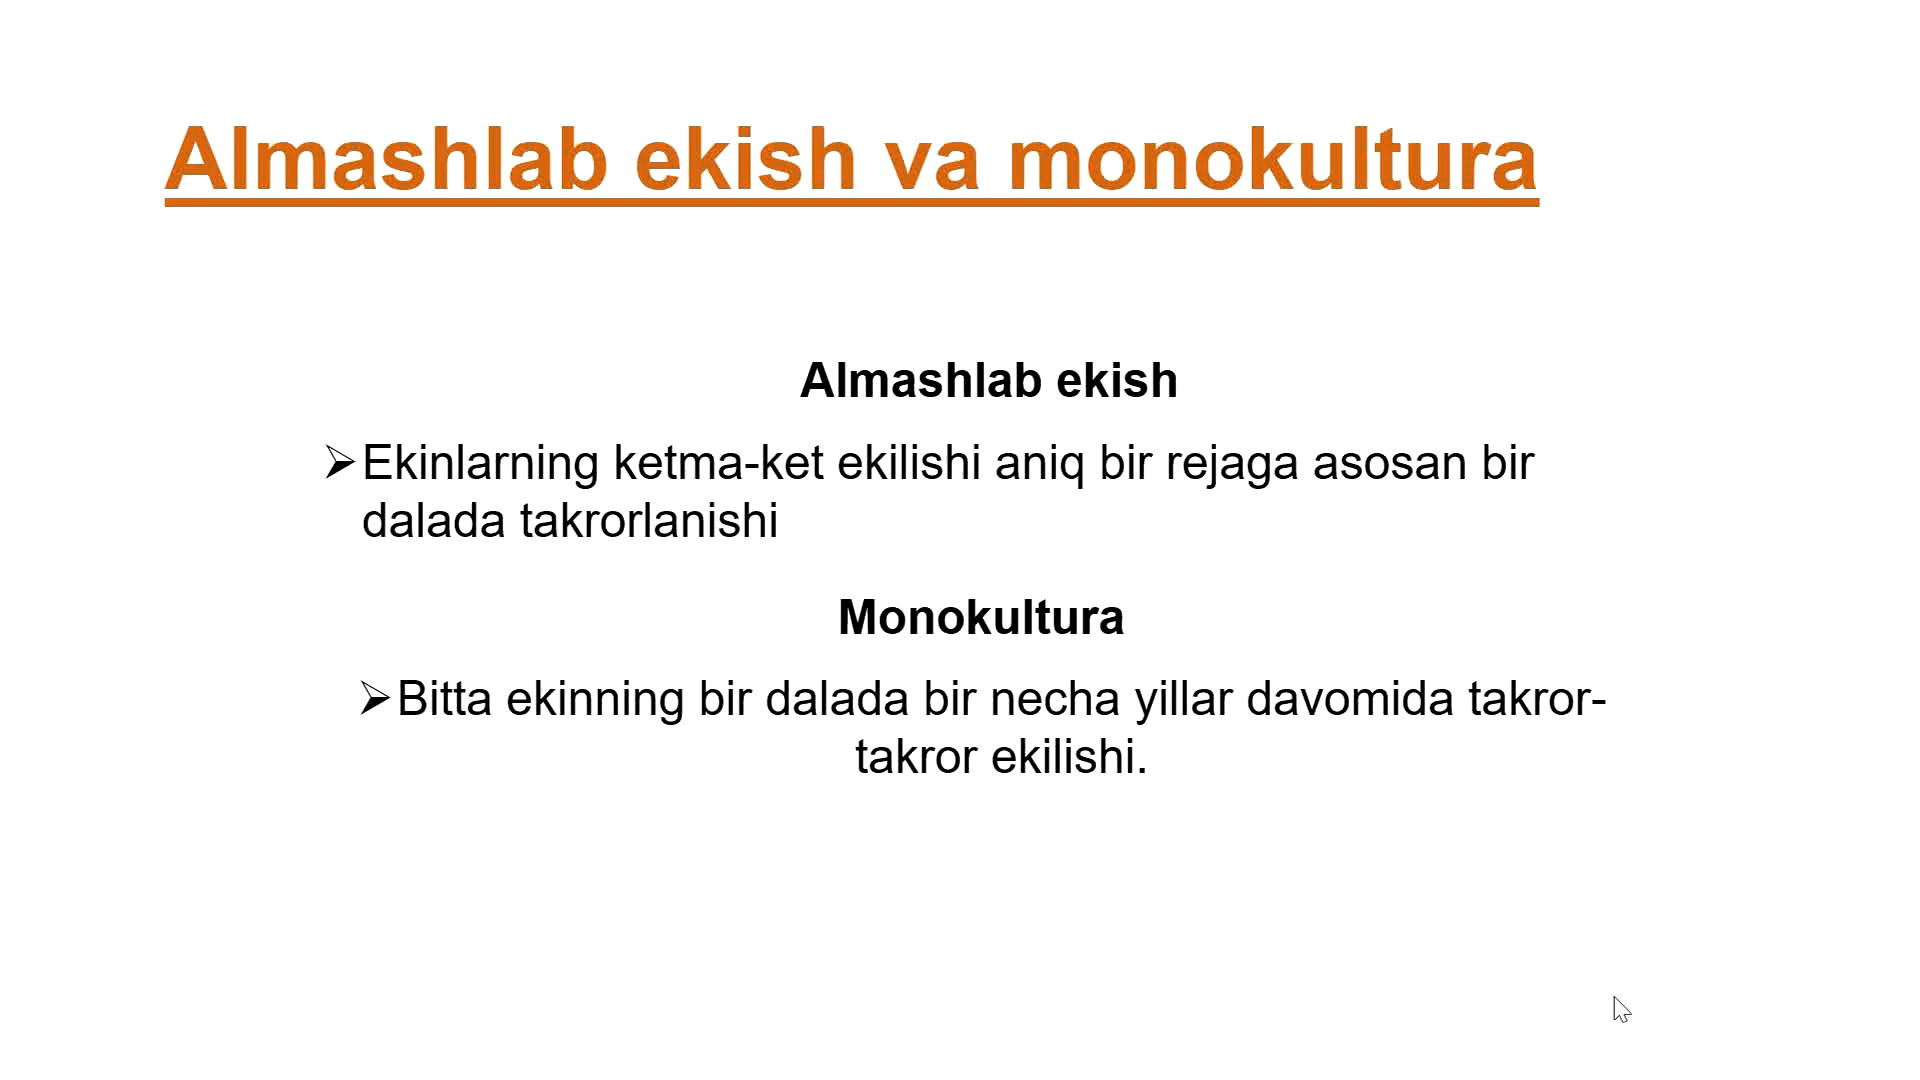 Almashlab ekish va monokultura
Almashlab ekish
➢Ekinlarning ketma-ket ekilishi aniq bir rejaga asosan bir
dalada takrorlanishi
Monokultura
➢Bitta ekinning bir dalada bir necha yillar davomida takror-
takror ekilishi.